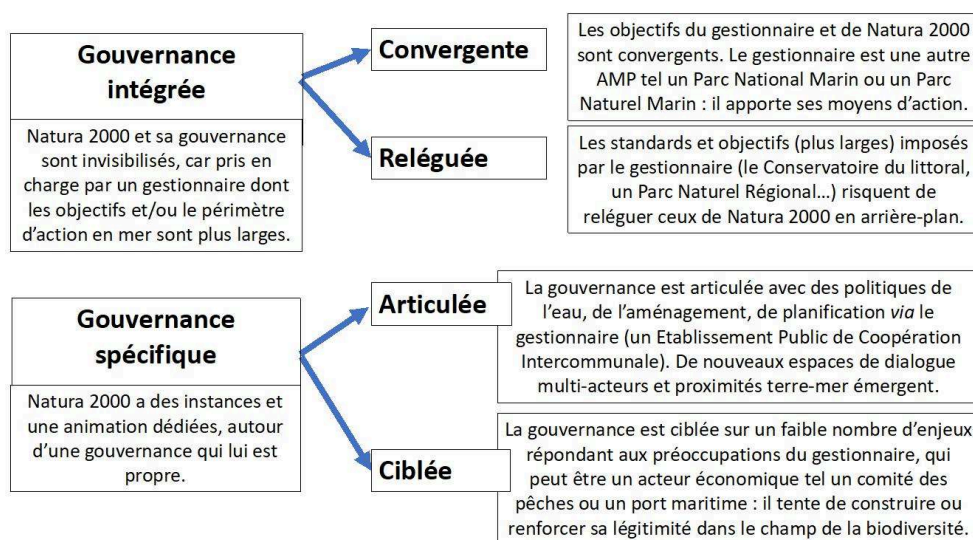 Gouvernance
intégrée
Natura 2000 et sa gouvernance
sont invisibilisés, car pris en
charge par un gestionnaire dont
les objectifs et/ou le périmètre
d’action en mer sont plus larges.
Convergente
Les objectifs du gestionnaire et de Natura 2000
sont convergents. Le gestionnaire est une autre
AMP tel un Parc National Marin ou un Parc
Naturel Marin : il apporte ses moyens d’action.
Reléguée
Les standards et objectifs (plus larges) imposés
par le gestionnaire (le Conservatoire du littoral,
un Parc Naturel Régional...) risquent de
reléguer ceux de Natura 2000 en arrière-plan.
Gouvernance
spécifique
Natura 2000 a des instances et
une animation dédiées, autour
d’une gouvernance qui lui est
propre.
Articulée
La gouvernance est articulée avec des politiques de
l’eau, de l’aménagement, de planification via le
gestionnaire (un Etablissement Public de Coopération
Intercommunale). De nouveaux espaces de dialogue
multi-acteurs et proximités terre-mer émergent.
Ciblée
La gouvernance est ciblée sur un faible nombre d’enjeux
répondant aux préoccupations du gestionnaire, qui
peut être un acteur économique tel un comité des
pêches ou un port maritime : il tente de construire ou
renforcer sa légitimité dans le champ de la biodiversité.